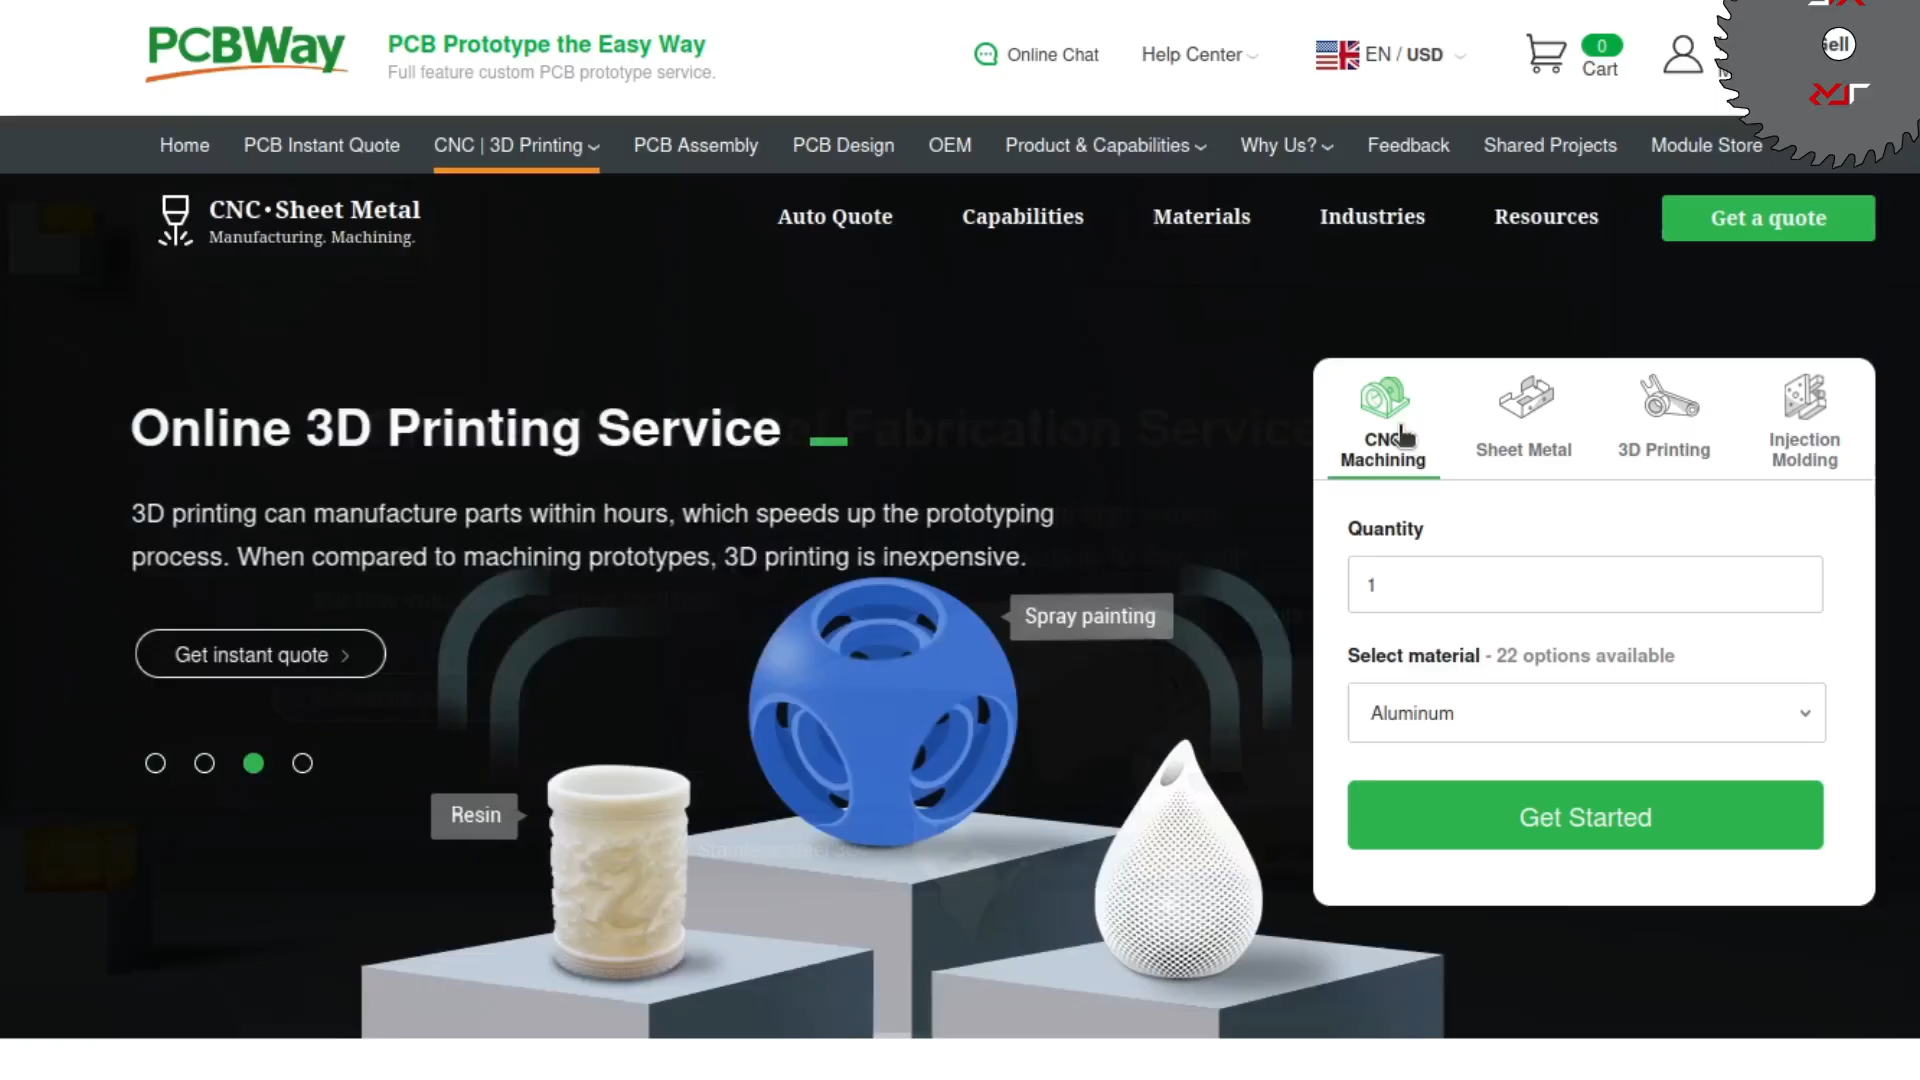 PCBWay
PCB Prototype the Easy Way
Full feature custom PCB prototype service.
Online Chat
Help Center
EN / USD
0
Cart
Home
PCB Instant Quote
CNC | 3D Printing
PCB Assembly
PCB Design
OEM
Product & Capabilities
Why Us?
Feedback
Shared Projects
Module Store
CNC • Sheet Metal
Manufacturing. Machining.
Auto Quote
Capabilities
Materials
Industries
Resources
Get a quote
Online 3D Printing Service
Fabrication Service
3D printing can manufacture parts within hours, which speeds up the prototyping
process. When compared to machining prototypes, 3D printing is inexpensive.
Get instant quote
Spray painting
Resin
CNC
Machining
Sheet Metal
3D Printing
Injection
Molding
Quantity
1
Select material - 22 options available
Aluminum
Get Started